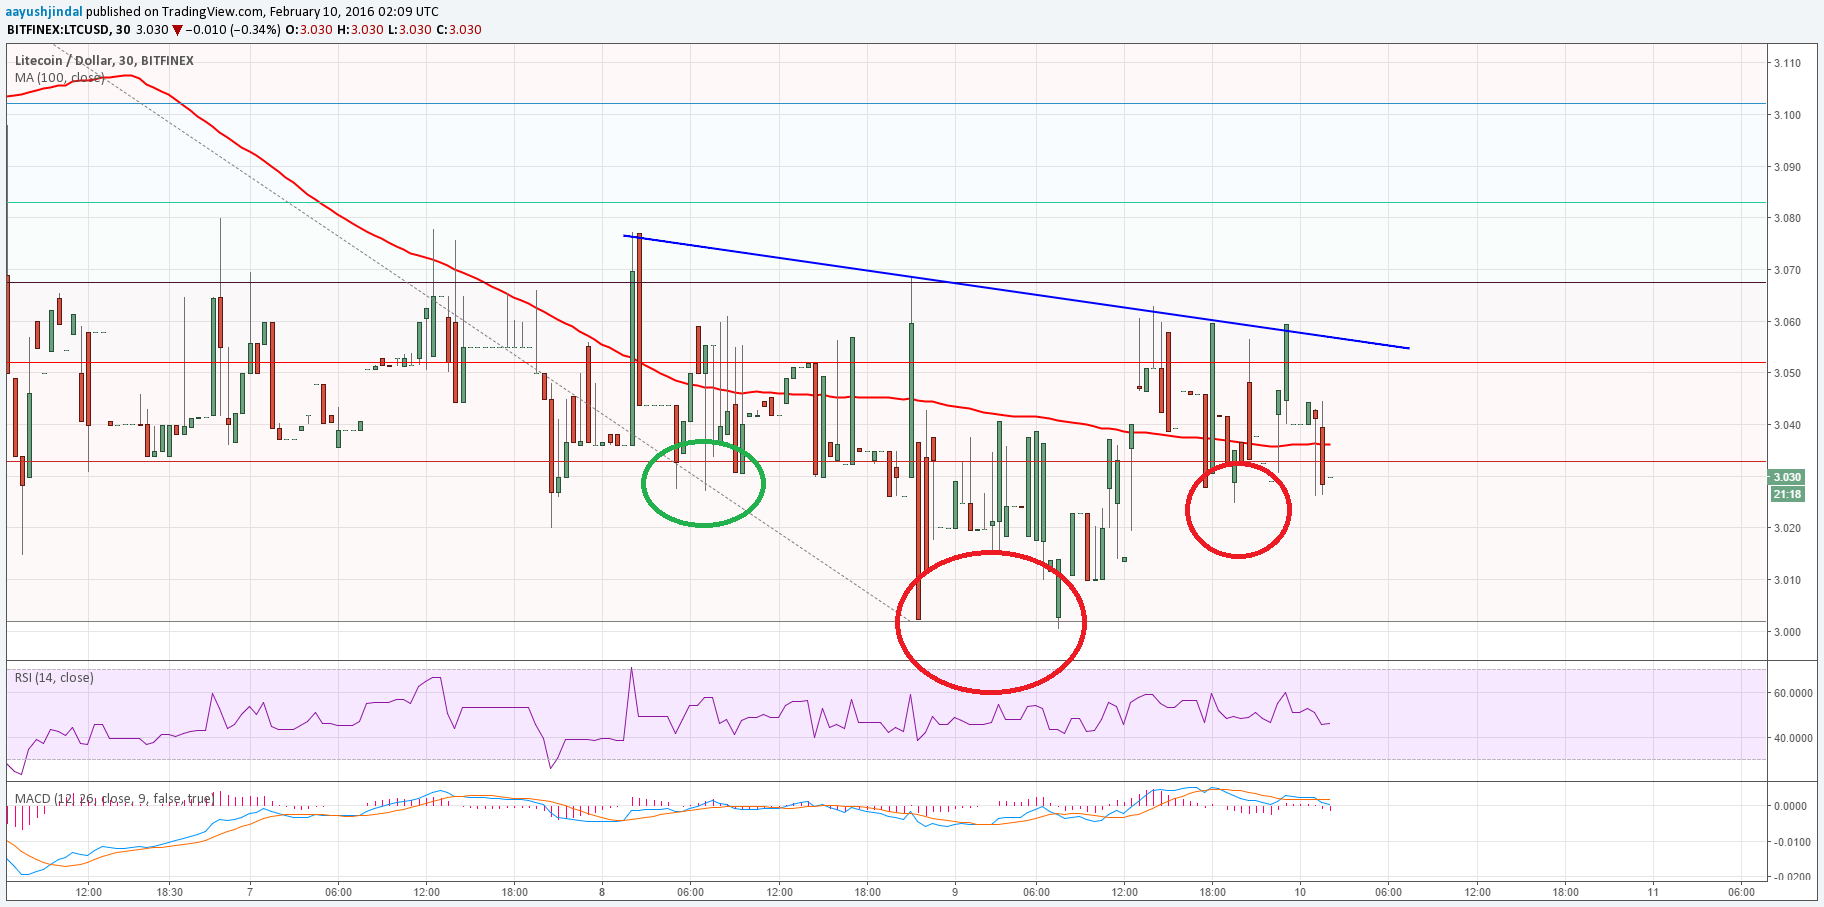 aayushjindal published on TradingView.com, February 10, 2016 02:09 UTC
BITFINEX:LTCUSD, 30 3.030 ▼ −0.010 (−0.34%) O:3.030 H:3.030 L:3.030 C:3.030
Litecoin / Dollar, 30, BITFINEX
MA (100, close)
3.110
3.100
3.090
3.080
3.070
3.060
3.050
3.040
3.030
21:18
3.020
3.010
3.000
RSI (14, close)
60.0000
40.0000
MACD (12, 26, close, 9, false, true)
0.0000
-0.0100
-0.0200
12:00 18:30 7 06:00 12:00 18:00 8 06:00 12:00 18:00 9 06:00 12:00 18:00 10 06:00 12:00 18:00 11 06:00